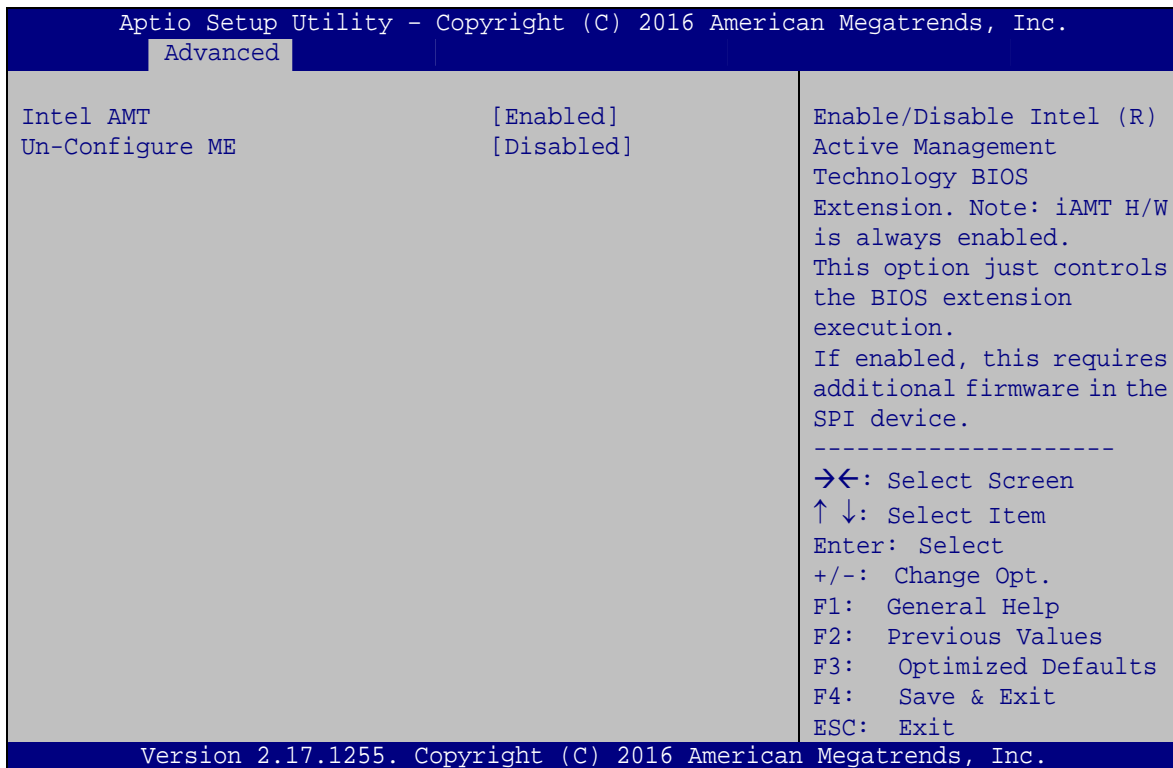 Aptio Setup Utility – Copyright (C) 2016 American Megatrends, Inc.
Advanced
Intel AMT [Enabled]
Un-Configure ME [Disabled]
Enable/Disable Intel (R)
Active Management
Technology BIOS
Extension. Note: iAMT H/W
is always enabled.
This option just controls
the BIOS extension
execution.
If enabled, this requires
additional firmware in the
SPI device.
---------------------
→←: Select Screen
↑ ↓: Select Item
Enter: Select
+/-: Change Opt.
F1: General Help
F2: Previous Values
F3: Optimized Defaults
F4: Save & Exit
ESC: Exit
Version 2.17.1255. Copyright (C) 2016 American Megatrends, Inc.